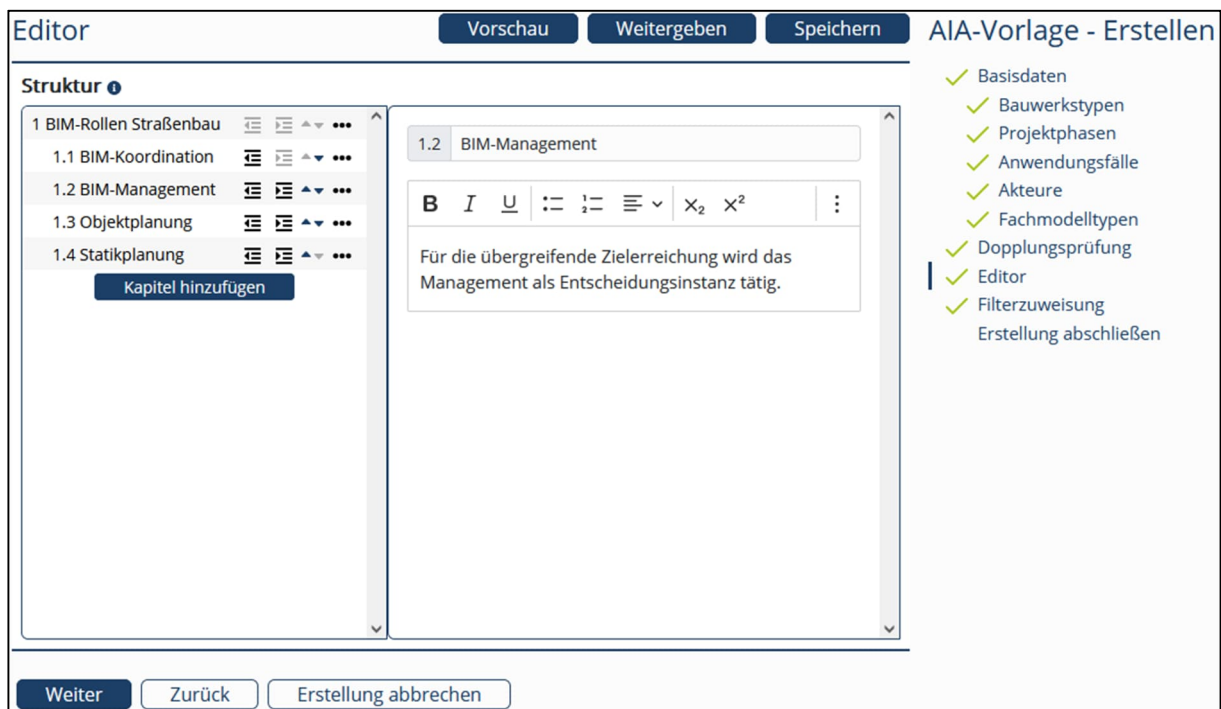 Editor
Vorschau
Weitergeben
Speichern
AIA-Vorlage - Erstellen
Struktur
1 BIM-Rollen Straßenbau
1.1 BIM-Koordination
1.2 BIM-Management
1.3 Objektplanung
1.4 Statikplanung
Kapitel hinzufügen
1.2 BIM-Management
B I U X₂ X²
Für die übergreifende Zielerreichung wird das
Management als Entscheidungsinstanz tätig.
Basisdaten
Bauwerkstypen
Projektphasen
Anwendungsfälle
Akteure
Fachmodelltypen
Dopplungsprüfung
Editor
Filterzuweisung
Erstellung abschließen
Weiter
Zurück
Erstellung abbrechen